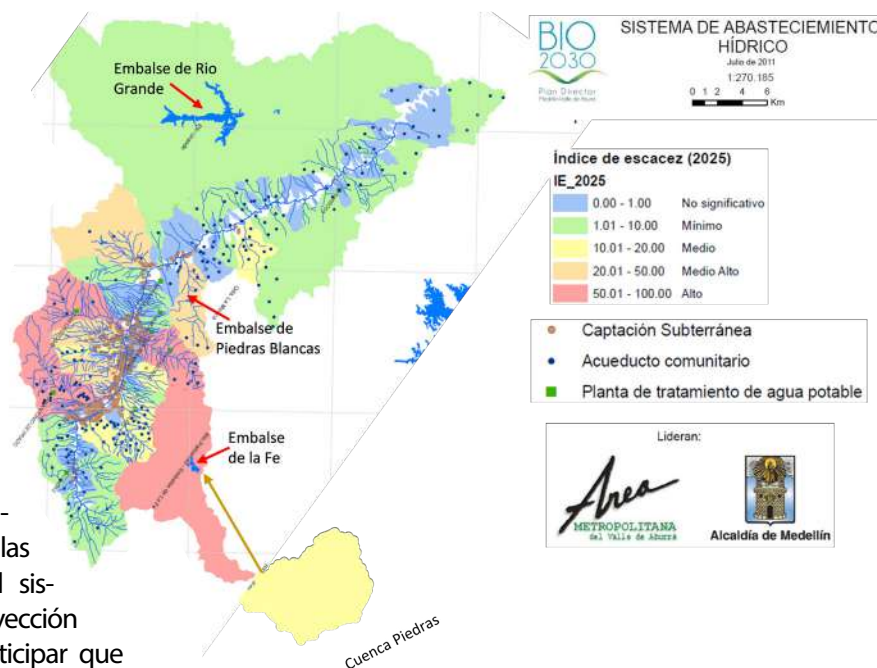 BIO
2030
Plan Director
SISTEMA DE ABASTECIEMIENTO
HÍDRICO
Julio de 2011
1:270.185
0 1 2 4 6
Km
Embalse de Rio
Grande
Índice de escacez (2025)
IE_2025
0.00 - 1.00 No significativo
1.01 - 10.00 Mínimo
10.01 - 20.00 Medio
20.01 - 50.00 Medio Alto
50.01 - 100.00 Alto
Embalse de
Piedras Blancas
Captación Subterránea
Acueducto comunitario
Planta de tratamiento de agua potable
Embalse
de la Fe
Lideran:
Area
METROPOLITANA
del Valle de Aburrá
Alcaldía de Medellín
-
las
l sis-
yección
ticipar que
Cuenca Piedras